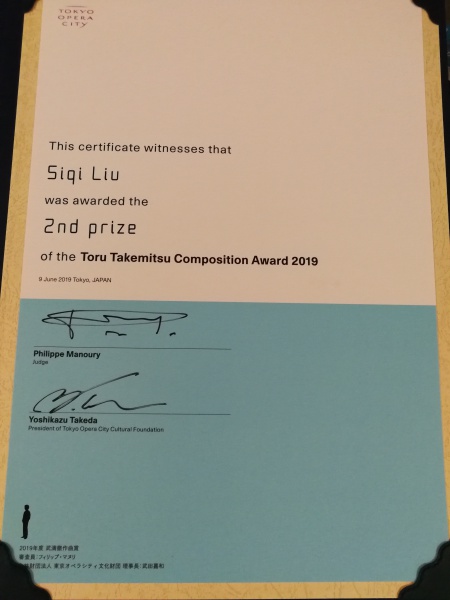 TOKYO
OPERA
CITY
This certificate witnesses that
Siqi Liu
was awarded the
2nd prize
of the Toru Takemitsu Composition Award 2019
9 June 2019 Tokyo, JAPAN
Philippe Manoury
Judge
Yoshikazu Takeda
President of Tokyo Opera City Cultural Foundation
2019年度 武満徹作曲賞
審査員：フィリップ・マヌリ
財団法人 東京オペラシティ文化財団 理事長：武田嘉和